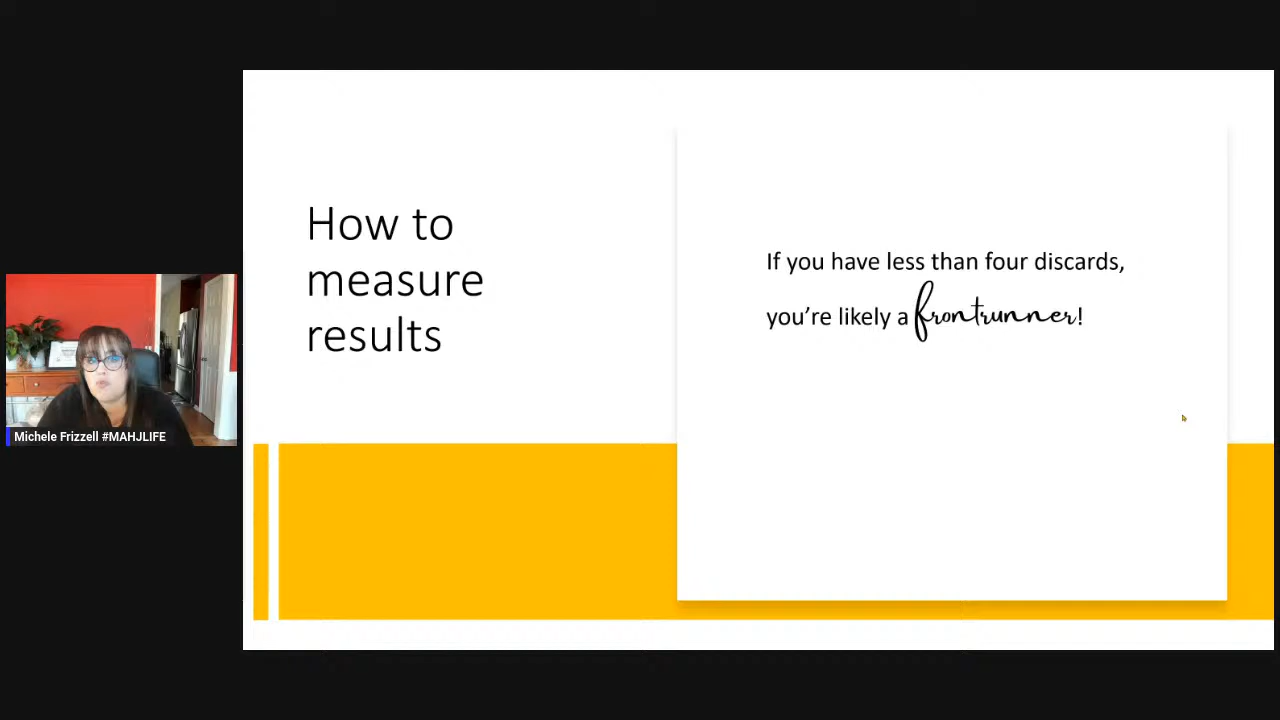 How to
measure
results
If you have less than four discards,
you're likely a frontrunner!
Michele Frizzell #MAHJLIFE